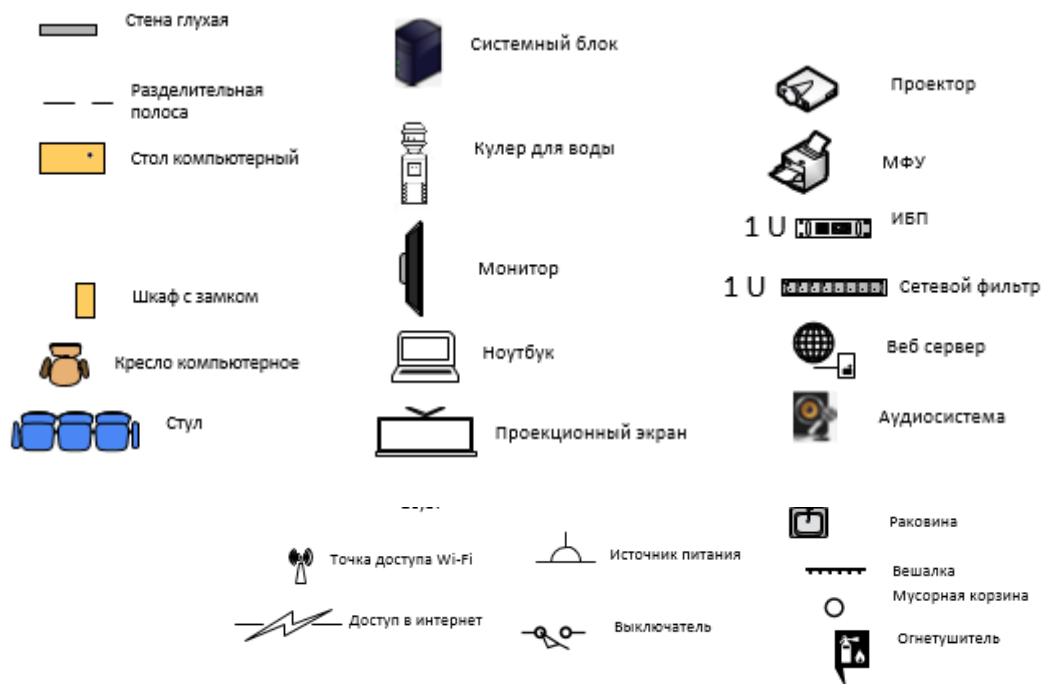 Стена глухая
Разделительная
полоса
Стол компьютерный
Шкаф с замком
Кресло компьютерное
Стул
Системный блок
Кулер для воды
Монитор
Ноутбук
Проекционный экран
Проектор
МФУ
1 U ИБП
1 U Сетевой фильтр
Веб сервер
Аудиосистема
Точка доступа Wi-Fi
Доступ в интернет
Источник питания
Выключатель
Раковина
Вешалка
Мусорная корзина
Огнетушитель